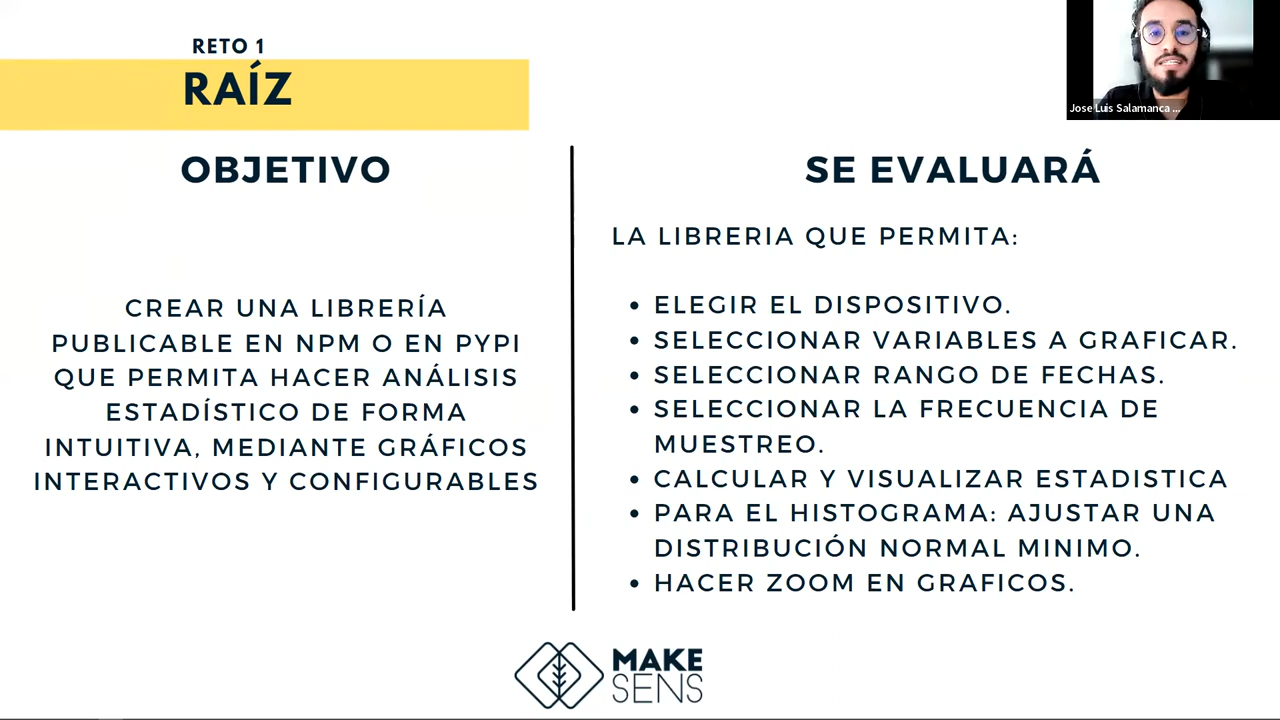 RETO 1
RAÍZ
Jose Luis Salamanca ...
OBJETIVO
CREAR UNA LIBRERÍA
PUBLICABLE EN NPM O EN PYPI
QUE PERMITA HACER ANÁLISIS
ESTADÍSTICO DE FORMA
INTUITIVA, MEDIANTE GRÁFICOS
INTERACTIVOS Y CONFIGURABLES
SE EVALUARÁ
LA LIBRERIA QUE PERMITA:
• ELEGIR EL DISPOSITIVO.
• SELECCIONAR VARIABLES A GRAFICAR.
• SELECCIONAR RANGO DE FECHAS.
• SELECCIONAR LA FRECUENCIA DE
MUESTREO.
• CALCULAR Y VISUALIZAR ESTADISTICA
• PARA EL HISTOGRAMA: AJUSTAR UNA
DISTRIBUCIÓN NORMAL MINIMO.
• HACER ZOOM EN GRAFICOS.
MAKE
SENS